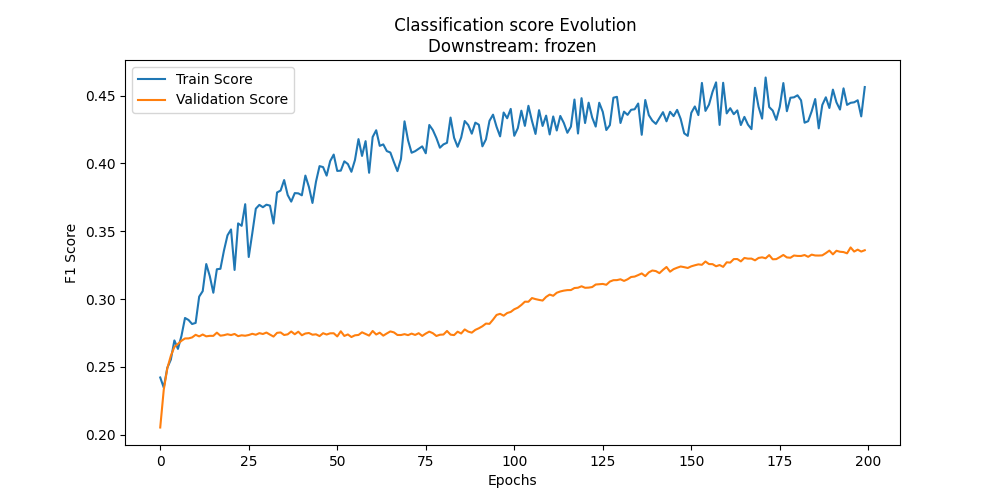 Classification score Evolution
Downstream: frozen
Train Score
Validation Score
F1 Score
0.45
0.40
0.35
0.30
0.25
0.20
0 25 50 75 100 125 150 175 200
Epochs